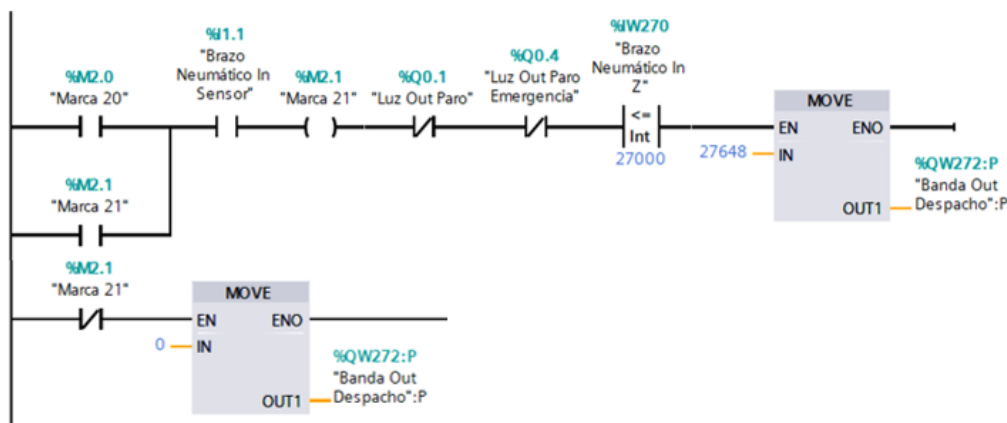 %M2.0
"Marca 20"
%I1.1
"Brazo
Neumático In
Sensor"
%M2.1
"Marca 21"
%Q0.1
"Luz Out Paro"
%Q0.4
"Luz Out Paro
Emergencia"
%IW270
"Brazo
Neumático In
Z"
<=
Int
27000
MOVE
EN
ENO
27648
IN
OUT1
%QW272:P
"Banda Out
Despacho":P
%M2.1
"Marca 21"
%M2.1
"Marca 21"
MOVE
EN
ENO
0
IN
OUT1
%QW272:P
"Banda Out
Despacho":P